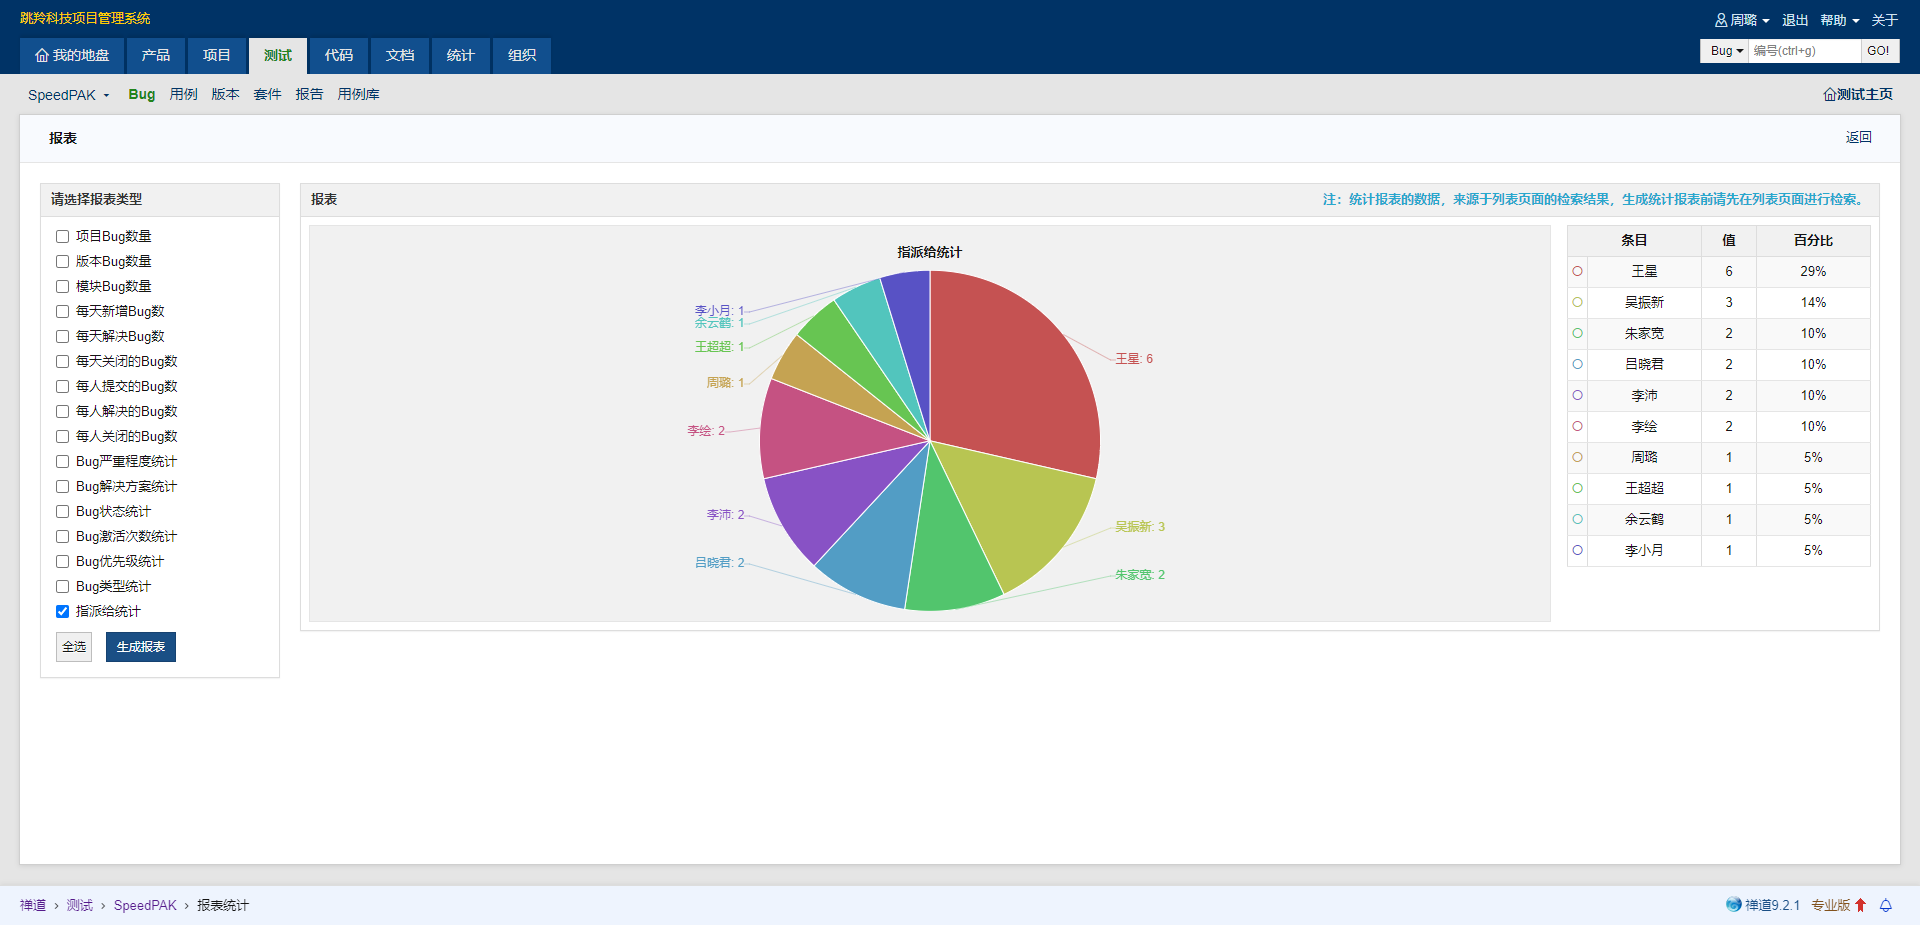 跳羚科技项目管理系统
周璐 退出 帮助 关于
我的地盘 产品 项目 测试 代码 文档 统计 组织
Bug 编号(ctrl+g) GO!
SpeedPAK Bug 用例 版本 套件 报告 用例库
测试主页
报表
返回
请选择报表类型
项目Bug数量
版本Bug数量
模块Bug数量
每天新增Bug数
每天解决Bug数
每天关闭的Bug数
每人提交的Bug数
每人解决的Bug数
每人关闭的Bug数
Bug严重程度统计
Bug解决方案统计
Bug状态统计
Bug激活次数统计
Bug优先级统计
Bug类型统计
指派给统计
全选 生成报表
报表
注：统计报表的数据，来源于列表页面的检索结果，生成统计报表前请先在列表页面进行检索。
指派给统计
李小月: 1
余云鹤: 1
王超超: 1
周璐: 1
李绘: 2
李沛: 2
吕晓君: 2
王星: 6
吴振新: 3
朱家宽: 2
条目 值 百分比
王星 6 29%
吴振新 3 14%
朱家宽 2 10%
吕晓君 2 10%
李沛 2 10%
李绘 2 10%
周璐 1 5%
王超超 1 5%
余云鹤 1 5%
李小月 1 5%
禅道 › 测试 › SpeedPAK › 报表统计
禅道9.2.1 专业版